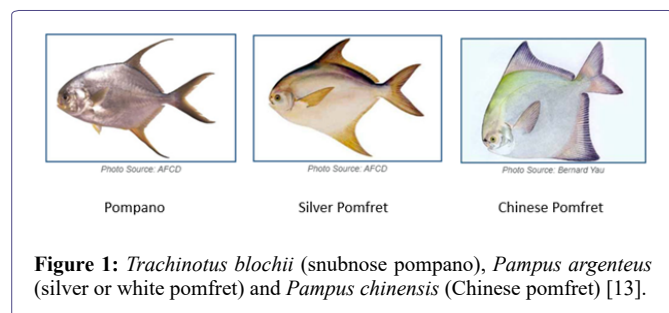 Photo Source: AFCD
Photo Source: AFCD
Photo Source: Bernard Yau
Pompano
Silver Pomfret
Chinese Pomfret
Figure 1: Trachinotus blochii (snubnose pompano), Pampus argenteus
(silver or white pomfret) and Pampus chinensis (Chinese pomfret) [13].